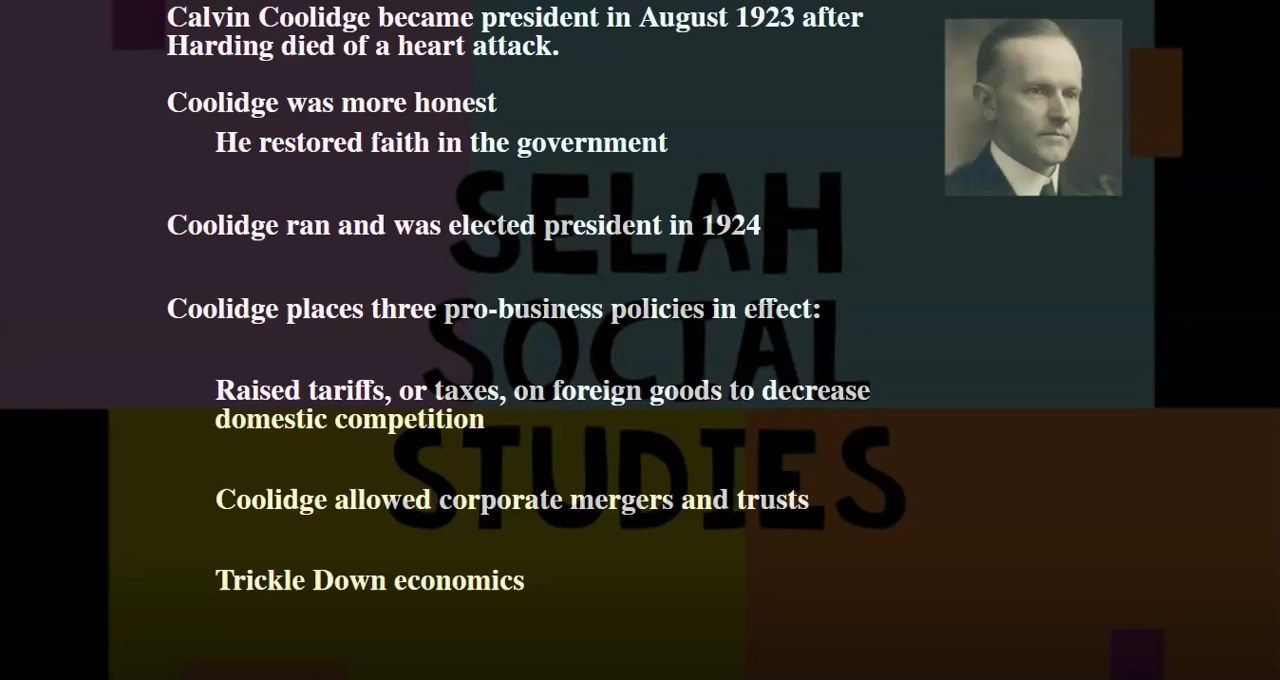 Calvin Coolidge became president in August 1923 after
Harding died of a heart attack.
Coolidge was more honest
He restored faith in the government
Coolidge ran and was elected president in 1924
Coolidge places three pro-business policies in effect:
Raised tariffs, or taxes, on foreign goods to decrease
domestic competition
Coolidge allowed corporate mergers and trusts
Trickle Down economics
SELAH
SOCIAL
STUDIES